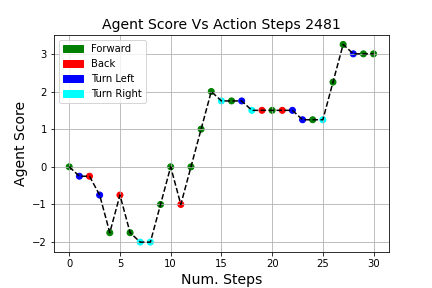 Agent Score Vs Action Steps 2481
Forward
Back
Turn Left
Turn Right
Agent Score
3
2
1
0
−1
−2
0 5 10 15 20 25 30
Num. Steps